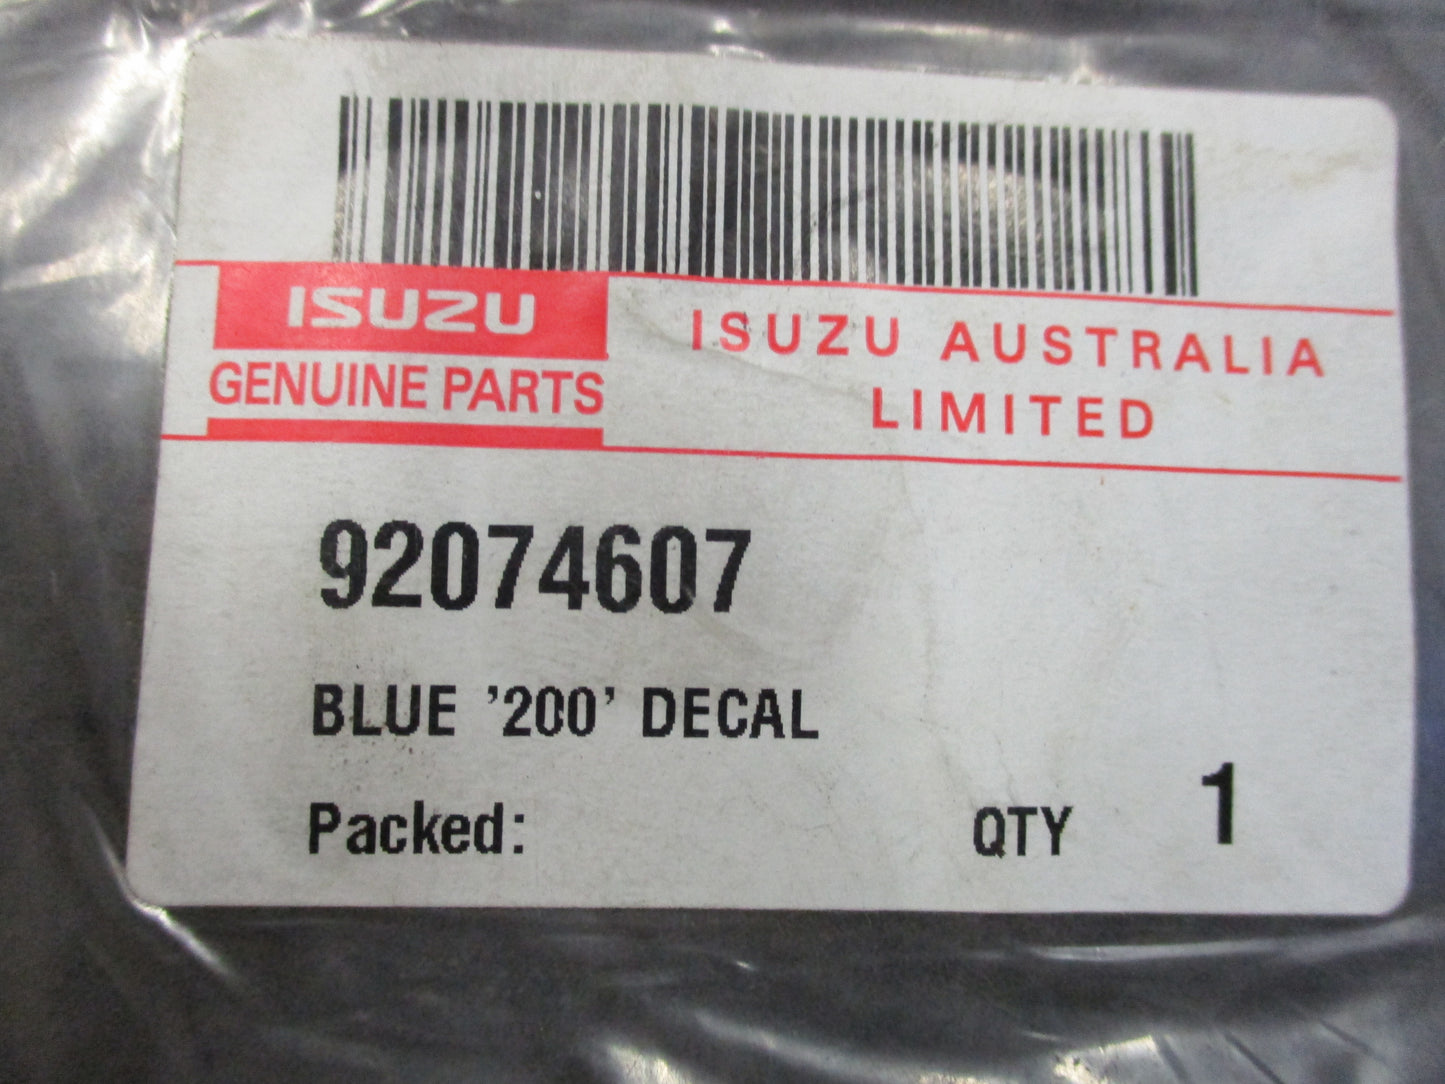 ISUZU
GENUINE PARTS
ISUZU AUSTRALIA
LIMITED
92074607
BLUE '200' DECAL
Packed:
QTY 1